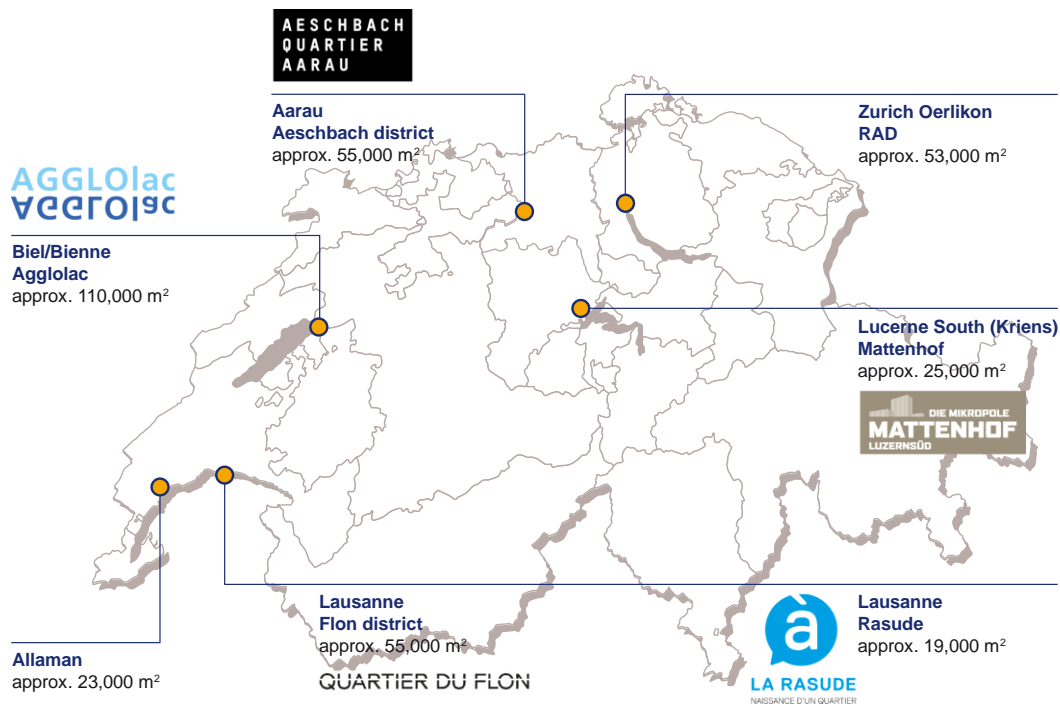 AESCHBACH
QUARTIER
AARAU
Aarau
Aeschbach district
approx. 55,000 m²
Zurich Oerlikon
RAD
approx. 53,000 m²
AGGLOlac
AGGLOlac
Biel/Bienne
Agglolac
approx. 110,000 m²
Lucerne South (Kriens)
Mattenhof
approx. 25,000 m²
DIE MIKROPOLE
MATTENHOF
LUZERNSÜD
Lausanne
Flon district
approx. 55,000 m²
QUARTIER DU FLON
à
LA RASUDE
NAISSANCE D'UN QUARTIER
Lausanne
Rasude
approx. 19,000 m²
Allaman
approx. 23,000 m²